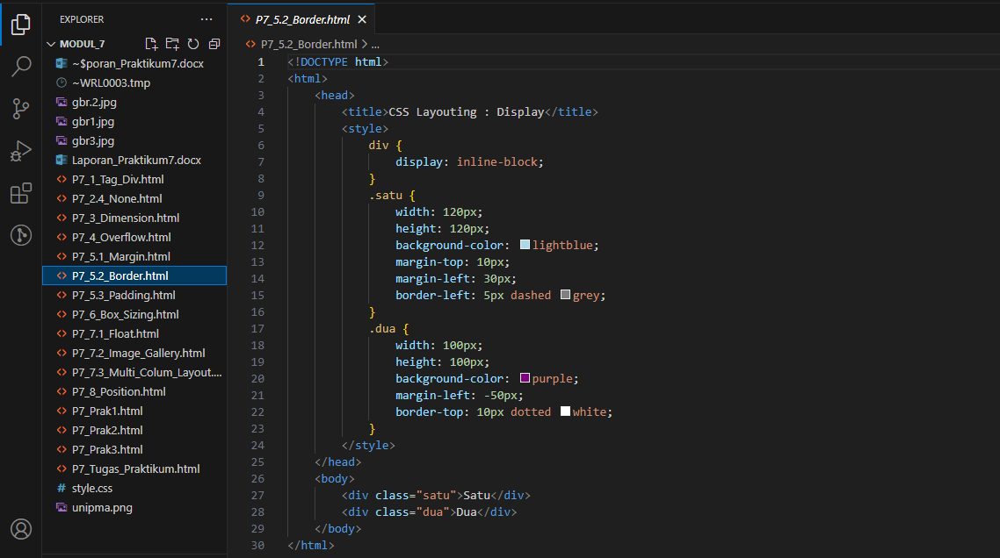 EXPLORER
MODUL_7
~$poran_Praktikum7.docx
~WRL0003.tmp
gbr.2.jpg
gbr1.jpg
gbr3.jpg
Laporan_Praktikum7.docx
P7_1_Tag_Div.html
P7_2.4_None.html
P7_3_Dimension.html
P7_4_Overflow.html
P7_5.1_Margin.html
P7_5.2_Border.html
P7_5.3_Padding.html
P7_6_Box_Sizing.html
P7_7.1_Float.html
P7_7.2_Image_Gallery.html
P7_7.3_Multi_Colum_Layout....
P7_8_Position.html
P7_Prak1.html
P7_Prak2.html
P7_Prak3.html
P7_Tugas_Praktikum.html
# style.css
unipma.png
P7_5.2_Border.html
P7_5.2_Border.html > ...
1 <!DOCTYPE html>
2 <html>
3 <head>
4 <title>CSS Layouting : Display</title>
5 <style>
6 div {
7 display: inline-block;
8 }
9 .satu {
10 width: 120px;
11 height: 120px;
12 background-color: lightblue;
13 margin-top: 10px;
14 margin-left: 30px;
15 border-left: 5px dashed grey;
16 }
17 .dua {
18 width: 100px;
19 height: 100px;
20 background-color: purple;
21 margin-left: -50px;
22 border-top: 10px dotted white;
23 }
24 </style>
25 </head>
26 <body>
27 <div class="satu">Satu</div>
28 <div class="dua">Dua</div>
29 </body>
30 </html>